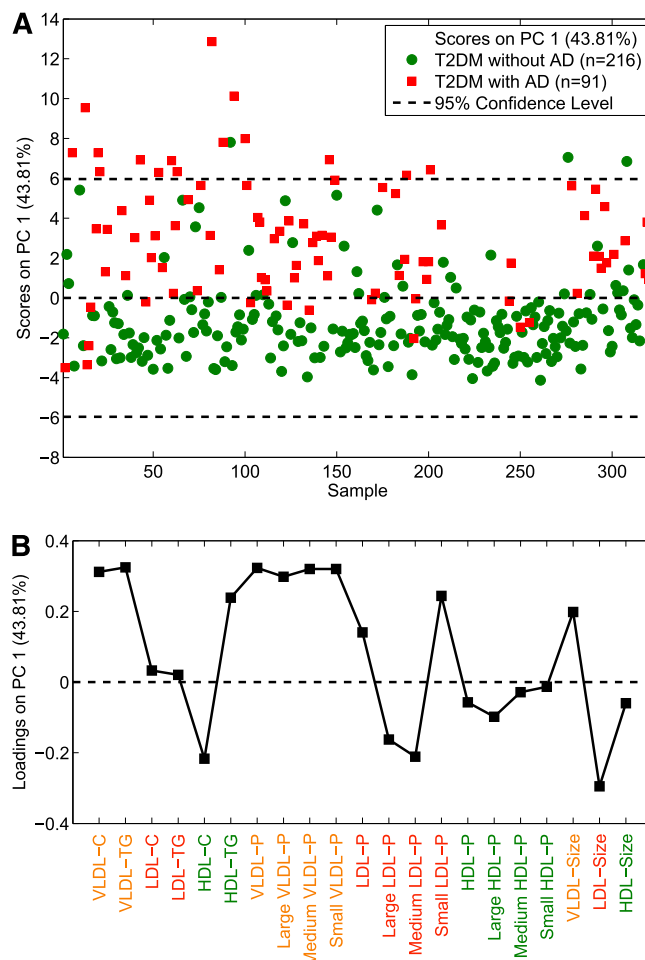 A
14
12
10
8
6
4
2
0
−2
−4
−6
−8
Scores on PC 1 (43.81%)
Scores on PC 1 (43.81%)
T2DM without AD (n=216)
T2DM with AD (n=91)
95% Confidence Level
50
100
150
200
250
300
Sample
B
0.4
0.2
0
−0.2
−0.4
Loadings on PC 1 (43.81%)
VLDL−C
VLDL−TG
LDL−C
LDL−TG
HDL−C
HDL−TG
VLDL−P
Large VLDL−P
Medium VLDL−P
Small VLDL−P
LDL−P
Large LDL−P
Medium LDL−P
Small LDL−P
HDL−P
Large HDL−P
Medium HDL−P
Small HDL−P
VLDL−Size
LDL−Size
HDL−Size